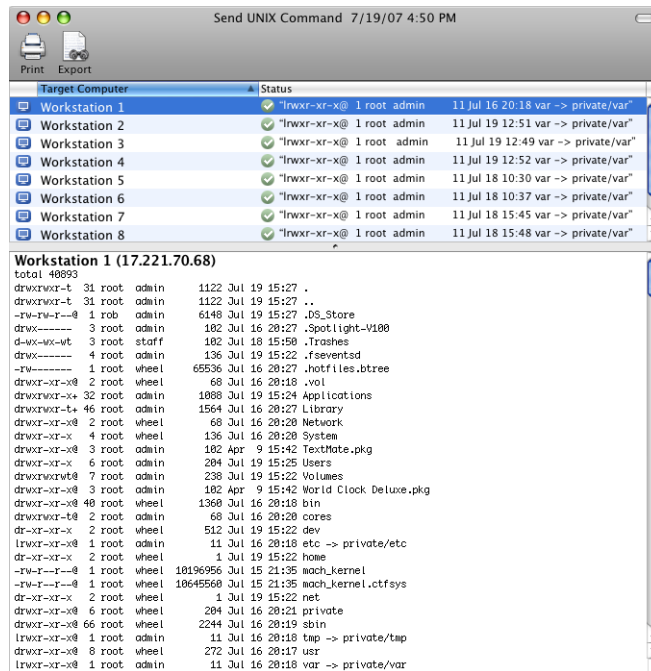 Send UNIX Command 7/19/07 4:50 PM
Print Export
Target Computer Status
Workstation 1 "lrwxr-xr-x@ 1 root admin 11 Jul 16 20:18 var -> private/var"
Workstation 2 "lrwxr-xr-x@ 1 root admin 11 Jul 19 12:51 var -> private/var"
Workstation 3 "lrwxr-xr-x@ 1 root admin 11 Jul 19 12:49 var -> private/var"
Workstation 4 "lrwxr-xr-x@ 1 root admin 11 Jul 19 12:52 var -> private/var"
Workstation 5 "lrwxr-xr-x@ 1 root admin 11 Jul 18 10:30 var -> private/var"
Workstation 6 "lrwxr-xr-x@ 1 root admin 11 Jul 18 10:37 var -> private/var"
Workstation 7 "lrwxr-xr-x@ 1 root admin 11 Jul 18 15:45 var -> private/var"
Workstation 8 "lrwxr-xr-x@ 1 root admin 11 Jul 18 15:48 var -> private/var"
Workstation 1 (17.221.70.68)
total 40893
drwxrwxr-t 31 root admin 1122 Jul 19 15:27 .
drwxrwxr-t 31 root admin 1122 Jul 19 15:27 ..
-rw-rw-r--@ 1 rob admin 6148 Jul 19 15:27 .DS_Store
drwx------ 3 root admin 102 Jul 16 20:27 .Spotlight-V100
d-wx-wx-wt 3 root staff 102 Jul 18 15:50 .Trashes
drwx------ 4 root admin 136 Jul 19 15:22 .fseventsd
-rw------- 1 root wheel 65536 Jul 16 20:27 .hotfiles.btree
drwxr-xr-x@ 2 root wheel 68 Jul 16 20:18 .vol
drwxrwxr-x+ 32 root admin 1088 Jul 19 15:24 Applications
drwxrwxr-t+ 46 root admin 1564 Jul 16 20:27 Library
drwxr-xr-x@ 2 root wheel 68 Jul 16 20:20 Network
drwxr-xr-x 4 root wheel 136 Jul 16 20:20 System
drwxr-xr-x@ 3 root admin 102 Apr 9 15:42 TextMate.pkg
drwxr-xr-x 6 root admin 204 Jul 19 15:25 Users
drwxrwxrwt@ 7 root admin 238 Jul 19 15:22 Volumes
drwxr-xr-x@ 3 root admin 102 Apr 9 15:42 World Clock Deluxe.pkg
drwxr-xr-x@ 40 root wheel 1360 Jul 16 20:18 bin
drwxrwxr-t@ 2 root admin 68 Jul 16 20:20 cores
dr-xr-xr-x 2 root wheel 512 Jul 19 15:22 dev
lrwxr-xr-x@ 1 root admin 11 Jul 16 20:18 etc -> private/etc
dr-xr-xr-x 2 root wheel 1 Jul 19 15:22 home
-rw-r--r--@ 1 root wheel 10196956 Jul 15 21:35 mach_kernel
-rw-r--r--@ 1 root wheel 10645560 Jul 15 21:35 mach_kernel.ctfsys
dr-xr-xr-x 2 root wheel 1 Jul 19 15:22 net
drwxr-xr-x@ 6 root wheel 204 Jul 16 20:21 private
drwxr-xr-x@ 66 root wheel 2244 Jul 16 20:19 sbin
lrwxr-xr-x@ 1 root admin 11 Jul 16 20:18 tmp -> private/tmp
drwxr-xr-x@ 8 root wheel 272 Jul 16 20:17 usr
lrwxr-xr-x@ 1 root admin 11 Jul 16 20:18 var -> private/var